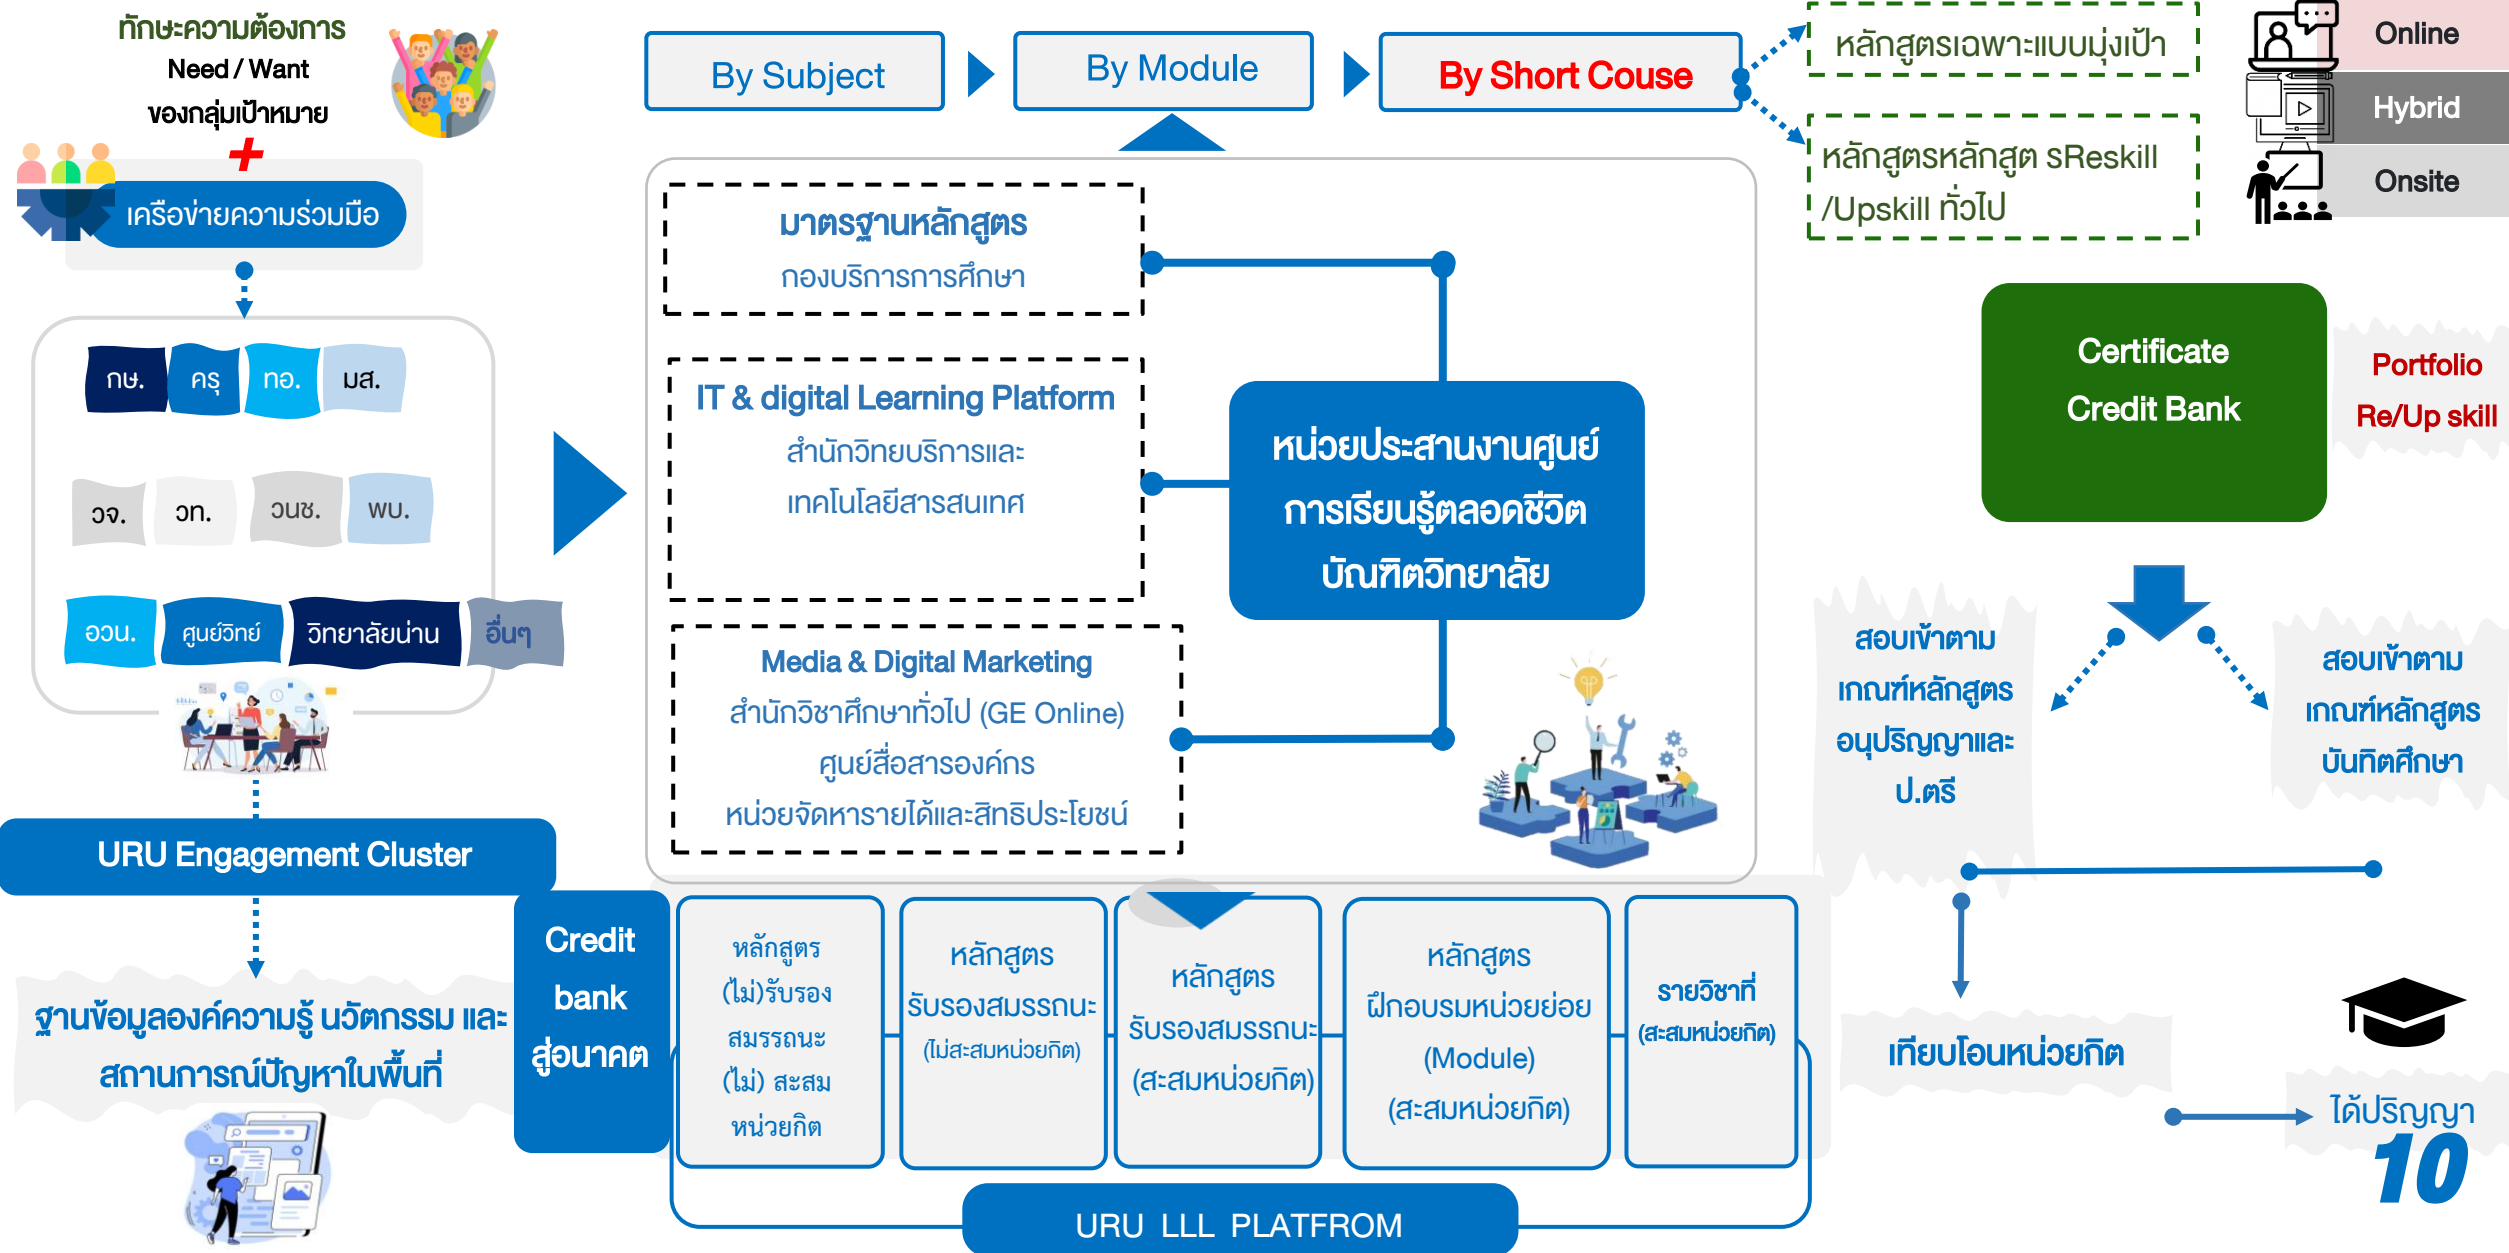 ทักษะความต้องการ
Need / Want
ของกลุ่มเป้าหมาย
+
เครือข่ายความร่วมมือ
กษ.
ครุ
ทอ.
มส.
วจ.
วท.
วนช.
พบ.
อวน.
ศูนย์วิทย์
วิทยาลัยน่าน
อื่นๆ
URU Engagement Cluster
ฐานข้อมูลองค์ความรู้ นวัตกรรม และ
สถานการณ์ปัญหาในพื้นที่
By Subject
By Module
By Short Couse
หลักสูตรเฉพาะแบบมุ่งเป้า
หลักสูตรหลักสูต รReskill
/Upskill ทั่วไป
Online
Hybrid
Onsite
มาตรฐานหลักสูตร
กองบริการการศึกษา
IT & digital Learning Platform
สำนักวิทยบริการและ
เทคโนโลยีสารสนเทศ
Media & Digital Marketing
สำนักวิชาศึกษาทั่วไป (GE Online)
ศูนย์สื่อสารองค์กร
หน่วยจัดหารายได้และสิทธิประโยชน์
หน่วยประสานงานศูนย์
การเรียนรู้ตลอดชีวิต
บัณฑิตวิทยาลัย
Certificate
Credit Bank
Portfolio
Re/Up skill
สอบเข้าตาม
เกณฑ์หลักสูตร
อนุปริญญาและ
ป.ตรี
สอบเข้าตาม
เกณฑ์หลักสูตร
บันทิตศึกษา
เทียบโอนหน่วยกิต
ได้ปริญญา
10
Credit
bank
สู่อนาคต
หลักสูตร
(ไม่)รับรอง
สมรรถนะ
(ไม่) สะสม
หน่วยกิต
หลักสูตร
รับรองสมรรถนะ
(ไม่สะสมหน่วยกิต)
หลักสูตร
รับรองสมรรถนะ
(สะสมหน่วยกิต)
หลักสูตร
ฝึกอบรมหน่วยย่อย
(Module)
(สะสมหน่วยกิต)
รายวิชาที่
(สะสมหน่วยกิต)
URU LLL PLATFROM